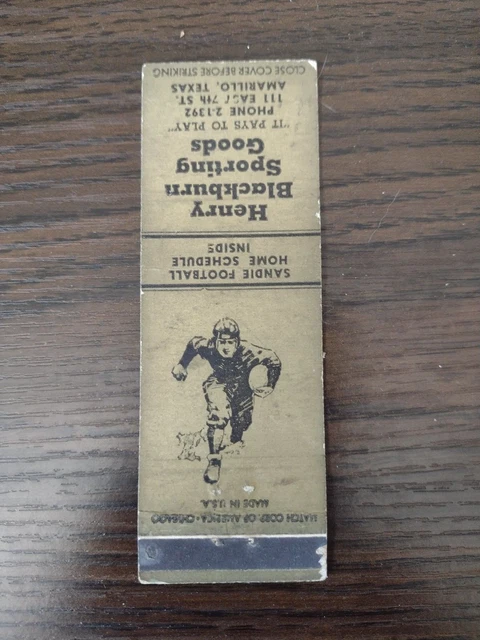 Henry
Blackburn
Sporting
Goods
"IT PAYS TO PLAY"
PHONE 2-1392
111 EAST 7th ST.
AMARILLO, TEXAS
CLOSE COVER BEFORE STRIKING
SANDIE FOOTBALL
HOME SCHEDULE
INSIDE
MADE IN U.S.A.
MATCH CORP. OF AMERICA • CHICAGO